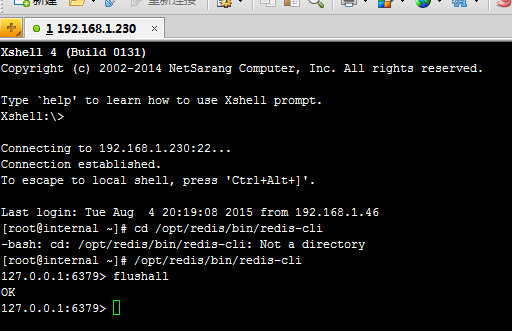 新建
重新连接
1 192.168.1.230 ×
Xshell 4 (Build 0131)
Copyright (c) 2002-2014 NetSarang Computer, Inc. All rights reserved.
Type `help' to learn how to use Xshell prompt.
Xshell:\>
Connecting to 192.168.1.230:22...
Connection established.
To escape to local shell, press 'Ctrl+Alt+]'.
Last login: Tue Aug  4 20:19:08 2015 from 192.168.1.46
[root@internal ~]# cd /opt/redis/bin/redis-cli
-bash: cd: /opt/redis/bin/redis-cli: Not a directory
[root@internal ~]# /opt/redis/bin/redis-cli
127.0.0.1:6379> flushall
OK
127.0.0.1:6379>